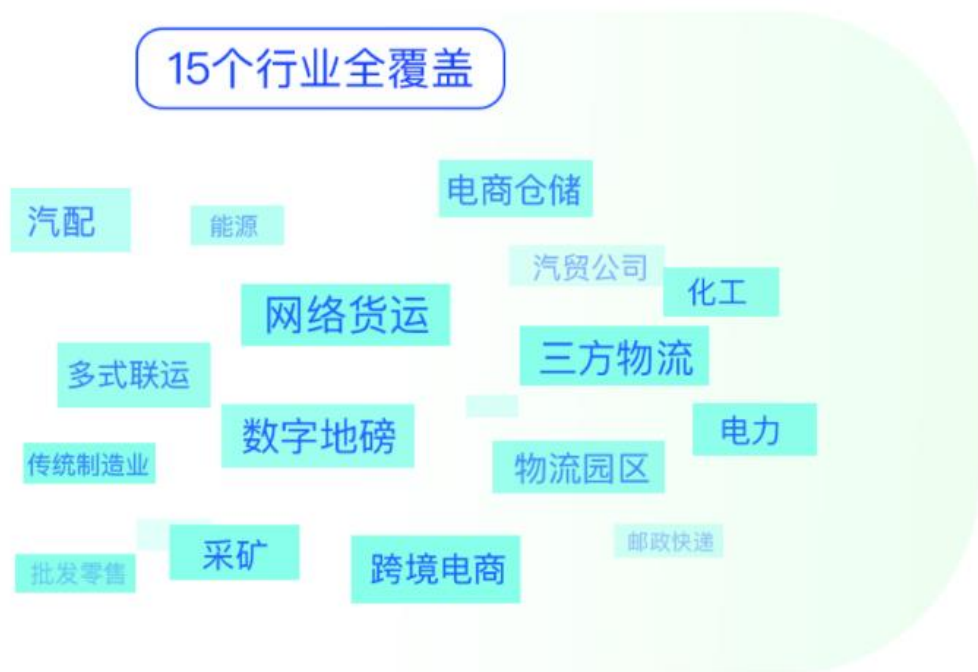 15个行业全覆盖
电商仓储
汽配
能源
汽贸公司
化工
网络货运
三方物流
多式联运
数字地磅
电力
传统制造业
物流园区
邮政快递
采矿
跨境电商
批发零售